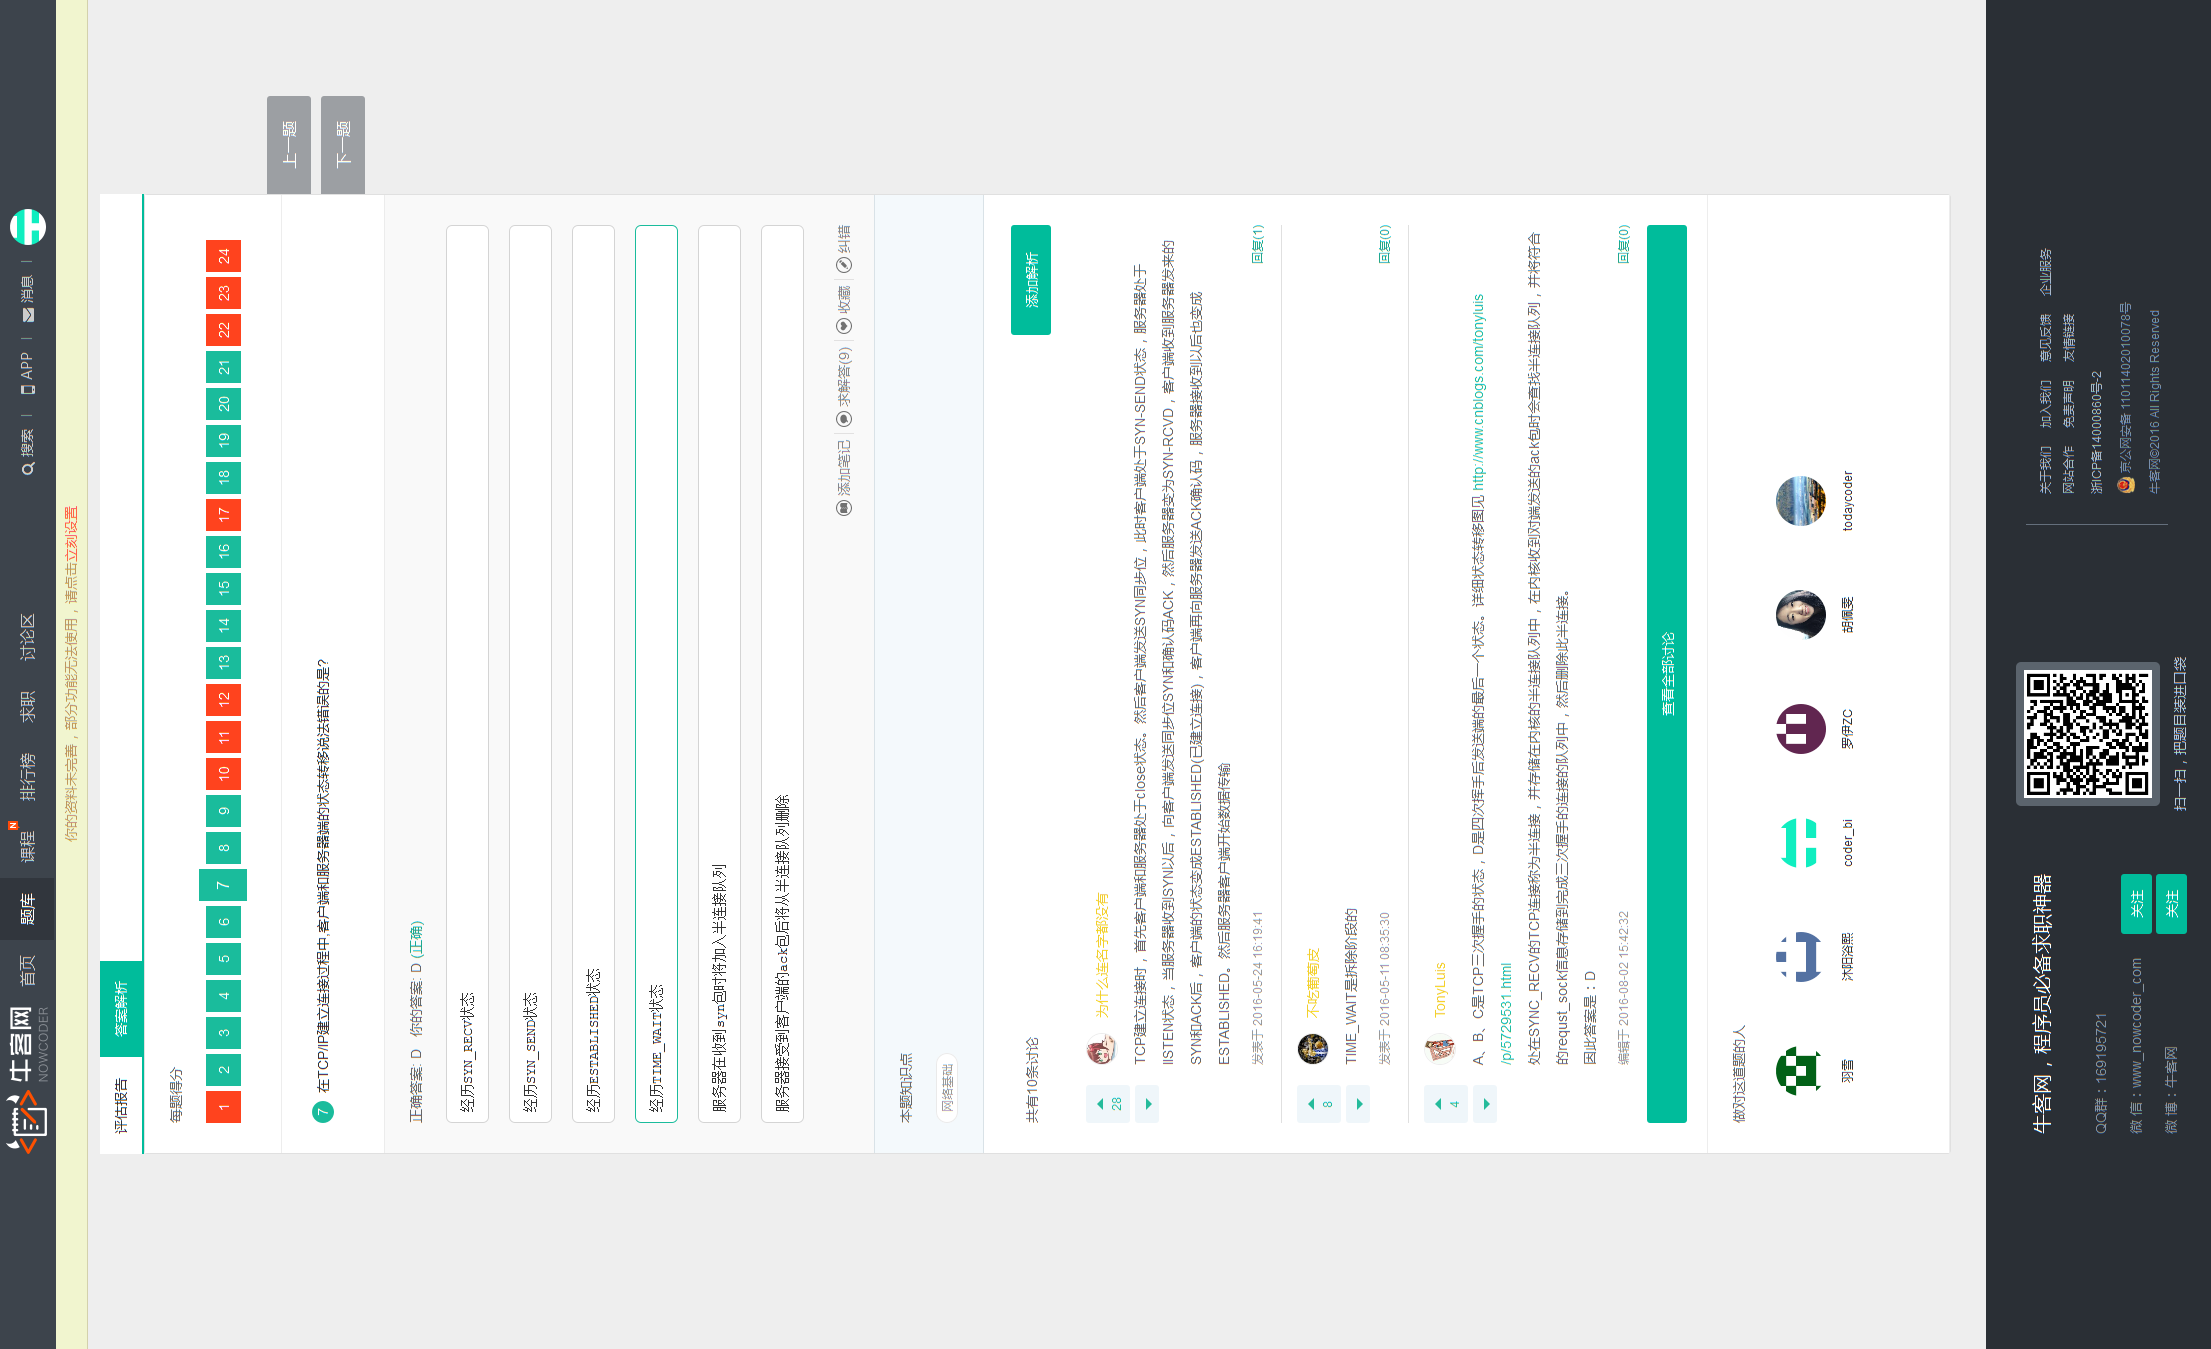 牛客网
NOWCODER
首页
题库
课程
N
排行榜
求职
讨论区
搜索
APP
消息
你的资料未完善，部分功能无法使用，请点击立刻设置
评估报告
答案解析
每题得分
1 2 3 4 5 6 7 8 9 10 11 12 13 14 15 16 17 18 19 20 21 22 23 24
上一题
下一题
7 在TCP/IP建立连接过程中,客户端和服务器端的状态转移说法错误的是?
正确答案: D 你的答案: D (正确)
经历SYN_RECV状态
经历SYN_SEND状态
经历ESTABLISHED状态
经历TIME_WAIT状态
服务器在收到syn包时将加入半连接队列
服务器接受到客户端的ack包后将从半连接队列删除
添加笔记 求解答(9) 收藏 纠错
本题知识点
网络基础
共有10条讨论
添加解析
为什么连名字都没有
28
TCP建立连接时，首先客户端和服务器处于close状态。然后客户端发送SYN同步位，此时客户端处于SYN-SEND状态，服务器处于
lISTEN状态，当服务器收到SYN以后，向客户端发送同步位SYN和确认码ACK，然后服务器变为SYN-RCVD，客户端收到服务器发来的
SYN和ACK后，客户端的状态变成ESTABLISHED(已建立连接)，客户端再向服务器发送ACK确认码，服务器接收到以后也变成
ESTABLISHED。然后服务器客户端开始数据传输
发表于 2016-05-24 16:19:41
回复(1)
不吃葡萄皮
8
TIME_WAIT是拆除阶段的
发表于 2016-05-11 08:35:30
回复(0)
TonyLuis
4
A、B、C是TCP三次握手的状态，D是四次挥手后发送端的最后一个状态。详细状态转移图见 http://www.cnblogs.com/tonyluis
/p/5729531.html
处在SYNC_RECV的TCP连接称为半连接，并存储在内核的半连接队列中，在内核收到对端发送的ack包时会查找半连接队列，并将符合
的requst_sock信息存储到完成三次握手的连接的队列中，然后删除此半连接。
因此答案是：D
编辑于 2016-08-02 15:42:32
回复(0)
查看全部讨论
做对这道题的人
羽雪
沐阳浴熙
coder_bi
罗伊ZC
胡佩雯
todaycoder
牛客网，程序员必备求职神器
QQ群：169195721
微 信：www_nowcoder_com
关注
微 博：牛客网
关注
扫一扫，把题目装进口袋
关于我们 加入我们 意见反馈 企业服务
网站合作 免责声明 友情链接
浙ICP备14000860号-2
京公网安备 11011402010078号
牛客网©2016 All Rights Reserved